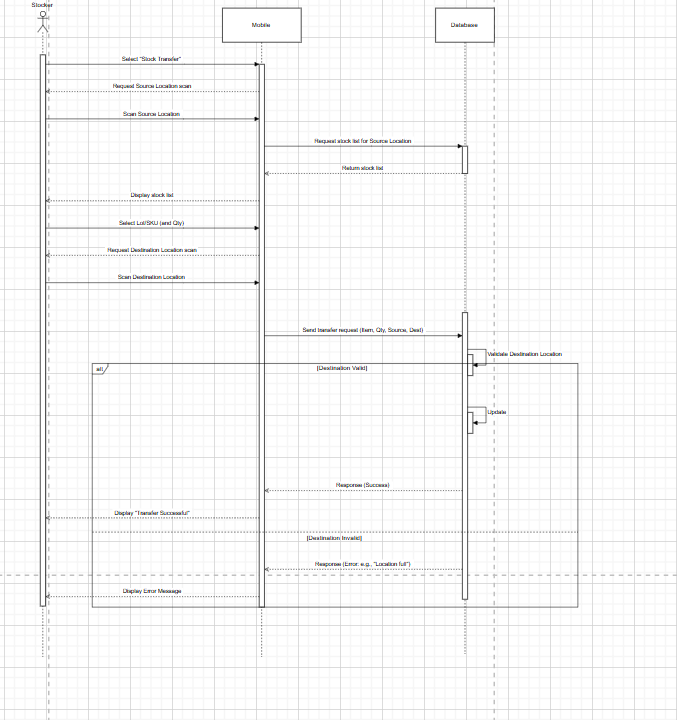 Stocker
Mobile
Database
Select "Stock Transfer"
Request Source Location scan
Scan Source Location
Request stock list for Source Location
Return stock list
Display stock list
Select Lot/SKU (and Qty)
Request Destination Location scan
Scan Destination Location
Send transfer request (Item, Qty, Source, Dest)
Validate Destination Location
alt
[Destination Valid]
Update
Response (Success)
Display "Transfer Successful"
[Destination Invalid]
Response (Error: e.g., "Location full")
Display Error Message